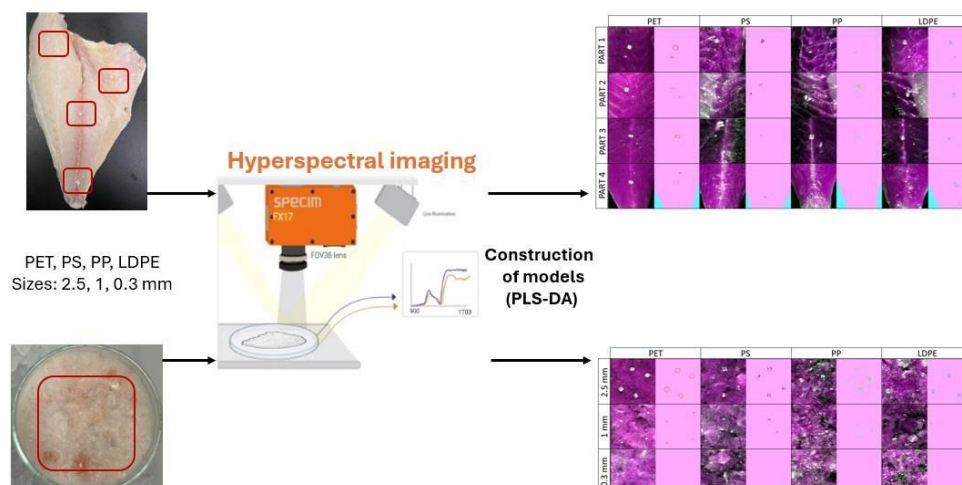 PET PS PP LDPE
PART 1
PART 2
PART 3
PART 4
Hyperspectral imaging
SPECIM
FX17
Line illumination
FOV38 lens
PET, PS, PP, LDPE
Sizes: 2.5, 1, 0.3 mm
900 1700
Construction
of models
(PLS-DA)
PET PS PP LDPE
2.5 mm
1 mm
0.3 mm